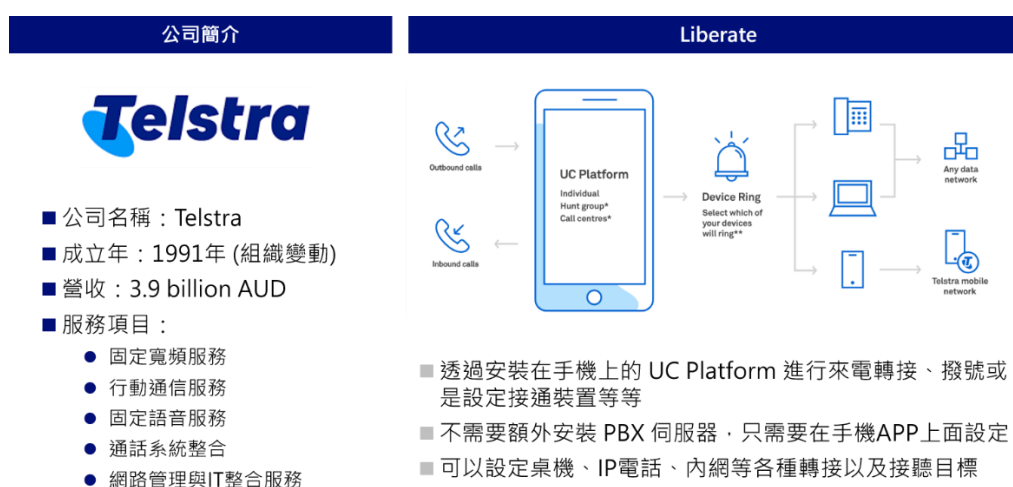 公司簡介
Telstra
■ 公司名稱：Telstra
■ 成立年：1991年 (組織變動)
■ 營收：3.9 billion AUD
■ 服務項目：
● 固定寬頻服務
● 行動通信服務
● 固定語音服務
● 通話系統整合
● 網路管理與IT整合服務
Liberate
Outbound calls
Inbound calls
UC Platform
Individual
Hunt group*
Call centres*
Device Ring
Select which of
your devices
will ring**
Any data
network
Telstra mobile
network
■ 透過安裝在手機上的 UC Platform 進行來電轉接、撥號或
是設定接通裝置等等
■ 不需要額外安裝 PBX 伺服器，只需要在手機APP上面設定
■ 可以設定桌機、IP電話、內網等各種轉接以及接聽目標